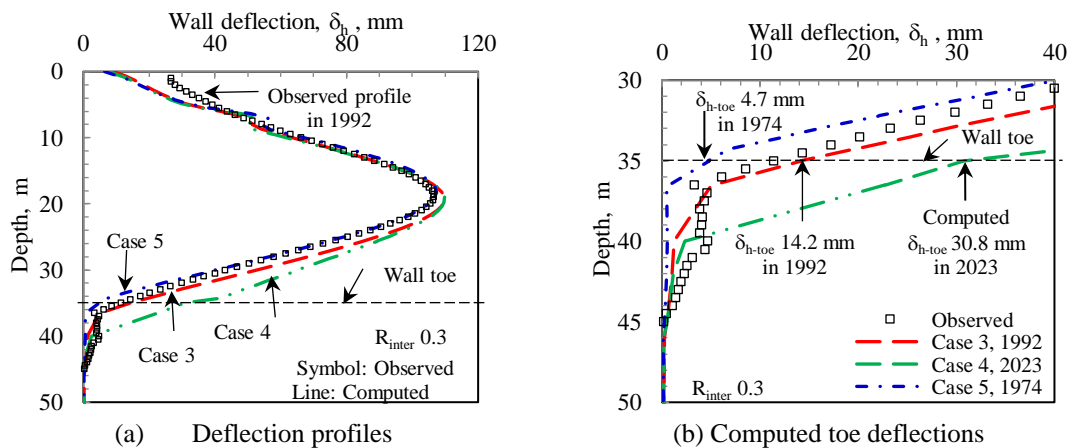 Wall deflection, δh , mm
0 40 80 120
0
10
20
30
40
50
Depth, m
Observed profile
in 1992
Case 5
Wall toe
Case 3
Case 4
Rinter 0.3
Symbol: Observed
Line: Computed
(a) Deflection profiles
Wall deflection, δh , mm
0 10 20 30 40
30
35
40
45
50
Depth, m
δh-toe 4.7 mm
in 1974
Wall toe
δh-toe 14.2 mm
in 1992
Computed
δh-toe 30.8 mm
in 2023
Observed
Case 3, 1992
Case 4, 2023
Case 5, 1974
Rinter 0.3
(b) Computed toe deflections